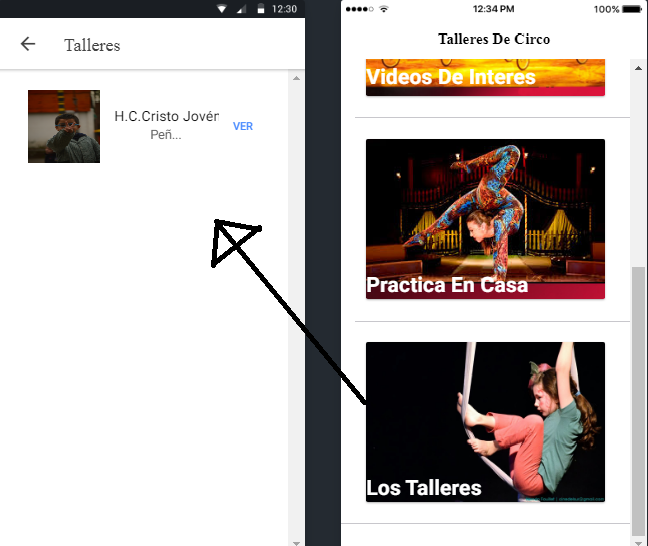 12:30
Talleres
H.C.Cristo Jovér
Peñ...
VER
12:34 PM
100%
Talleres De Circo
Videos De Interes
Practica En Casa
Los Talleres